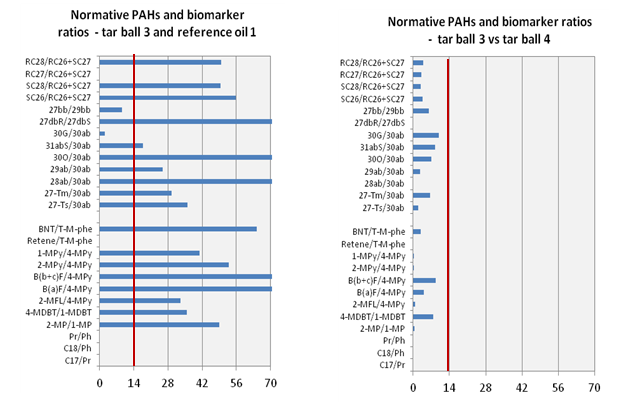 Normative PAHs and biomarker
ratios - tar ball 3 and reference oil 1
RC28/RC26+SC27
RC27/RC26+SC27
SC28/RC26+SC27
SC26/RC26+SC27
27bb/29bb
27dbR/27dbS
30G/30ab
31abS/30ab
30O/30ab
29ab/30ab
28ab/30ab
27-Tm/30ab
27-Ts/30ab
BNT/T-M-phe
Retene/T-M-phe
1-MPy/4-MPy
2-MPy/4-MPy
B(b+c)F/4-MPy
B(a)F/4-MPy
2-MFL/4-MPy
4-MDBT/1-MDBT
2-MP/1-MP
Pr/Ph
C18/Ph
C17/Pr
0 14 28 42 56 70
Normative PAHs and biomarker ratios
- tar ball 3 vs tar ball 4
RC28/RC26+SC27
RC27/RC26+SC27
SC28/RC26+SC27
SC26/RC26+SC27
27bb/29bb
27dbR/27dbS
30G/30ab
31abS/30ab
30O/30ab
29ab/30ab
28ab/30ab
27-Tm/30ab
27-Ts/30ab
BNT/T-M-phe
Retene/T-M-phe
1-MPy/4-MPy
2-MPy/4-MPy
B(b+c)F/4-MPy
B(a)F/4-MPy
2-MFL/4-MPy
4-MDBT/1-MDBT
2-MP/1-MP
Pr/Ph
C18/Ph
C17/Pr
0 14 28 42 56 70